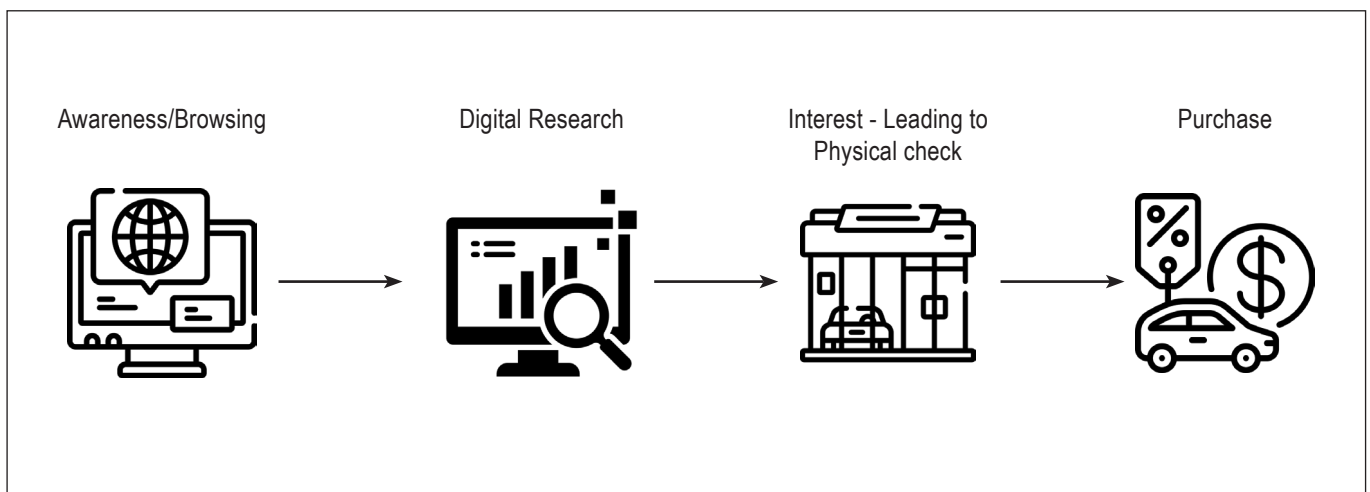 Awareness/Browsing
Digital Research
Interest - Leading to
Physical check
Purchase